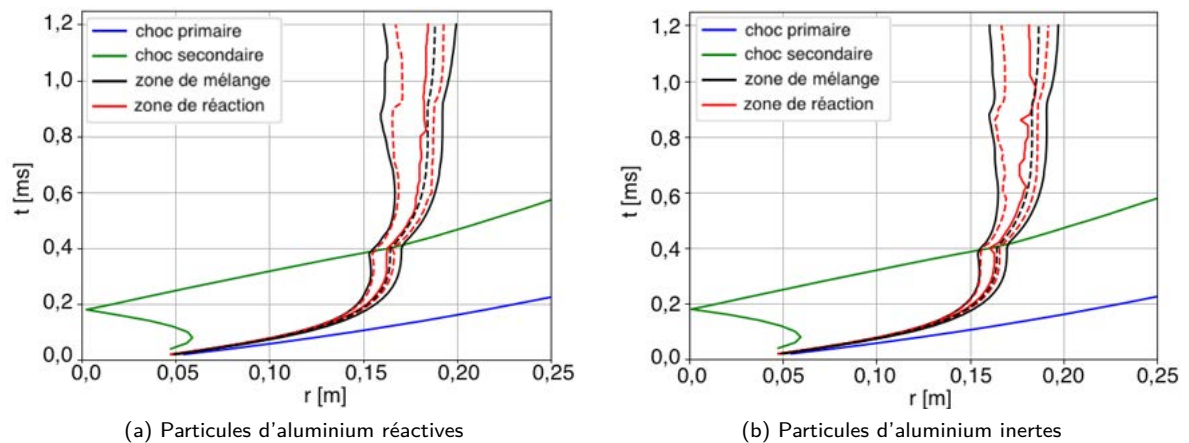 1,2
1,0
0,8
0,6
0,4
0,2
0,0
t [ms]
choc primaire
choc secondaire
zone de mélange
zone de réaction
0,0
0,05
0,10
0,15
0,20
0,25
r [m]
(a) Particules d'aluminium réactives
1,2
1,0
0,8
0,6
0,4
0,2
0,0
t [ms]
choc primaire
choc secondaire
zone de mélange
zone de réaction
0,0
0,05
0,10
0,15
0,20
0,25
r [m]
(b) Particules d'aluminium inertes